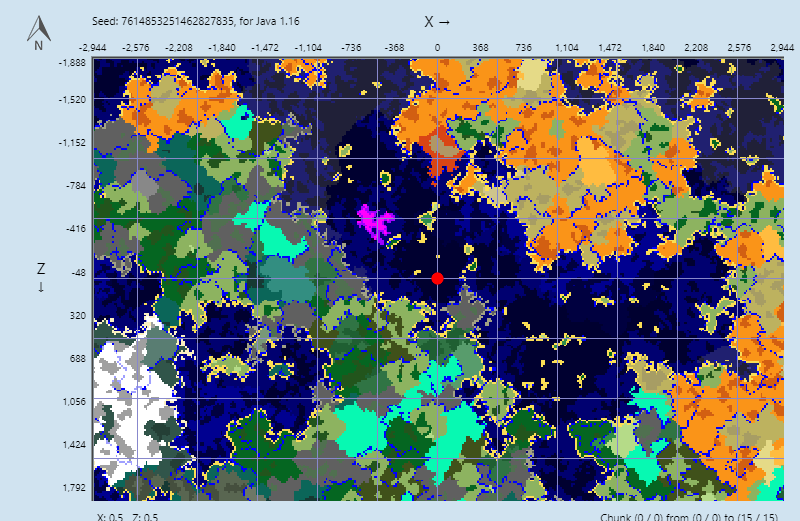 Seed: 7614853251462827835, for Java 1.16
X →
N
-2,944 -2,576 -2,208 -1,840 -1,472 -1,104 -736 -368 0 368 736 1,104 1,472 1,840 2,208 2,576 2,944
-1.888
-1,520
-1,152
-784
-416
Z
↓
-48
320
688
1,056
1,424
1,792
X: 0.5 Z: 0.5
Chunk (0 / 0) from (0 / 0) to (15 / 15)